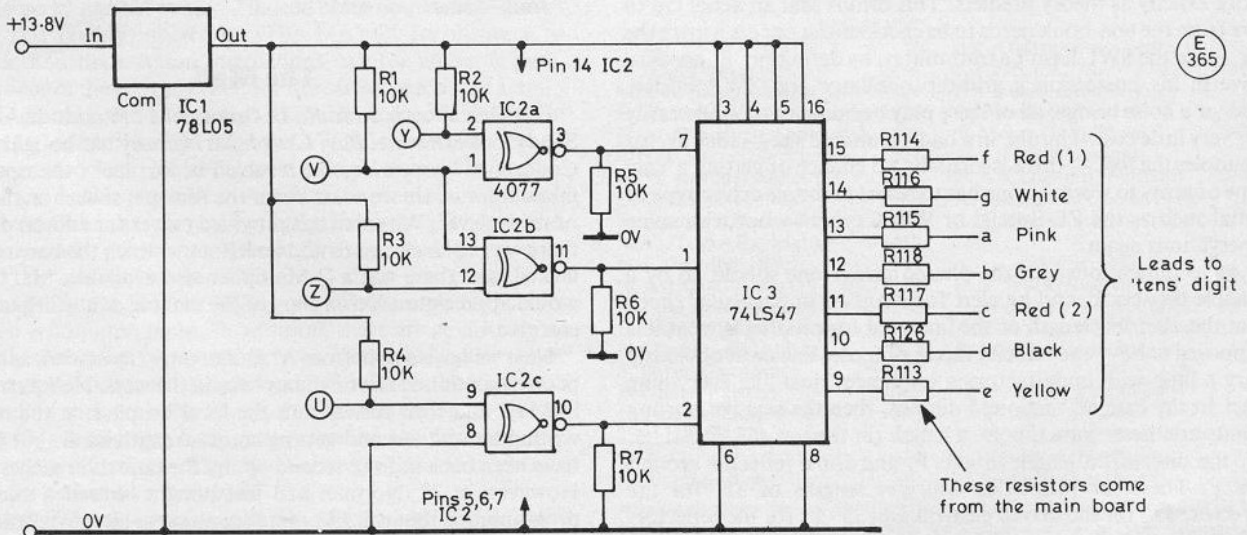 +13·8V
In
Out
Com
IC1
78L05
R1
10K
R2
10K
Pin 14 IC2
E
365
Y
2
IC2a
3
V
1
4077
R5
10K
0V
R3
10K
13
IC2b
11
Z
12
R6
10K
0V
R4
10K
U
9
IC2c
10
8
R7
10K
3
4
5
16
7
1
2
IC 3
74LS47
6
8
15
R114
f
Red (1)
14
R116
g
White
13
R115
a
Pink
12
R118
b
Grey
11
R117
c
Red (2)
10
R126
d
Black
9
R113
e
Yellow
Leads to
'tens' digit
These resistors come
from the main board
Pins 5,6,7
IC2
0V